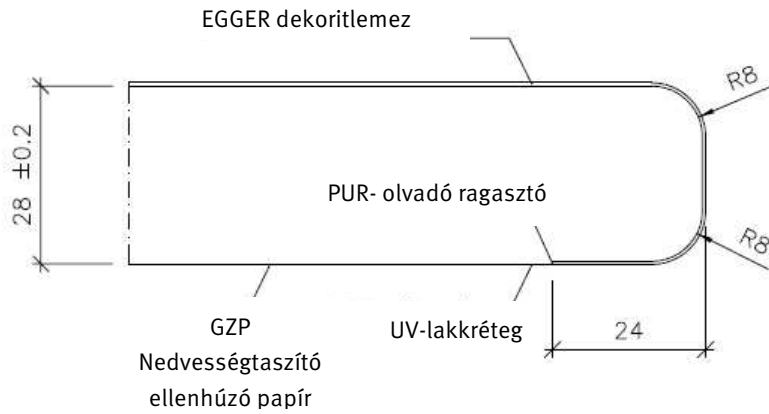 EGGER dekoritlemez
R8
28 ±0.2
PUR- olvadó ragasztó
R8
GZP
Nedvességtaszító
ellenhúzó papír
UV-lakkréteg
24